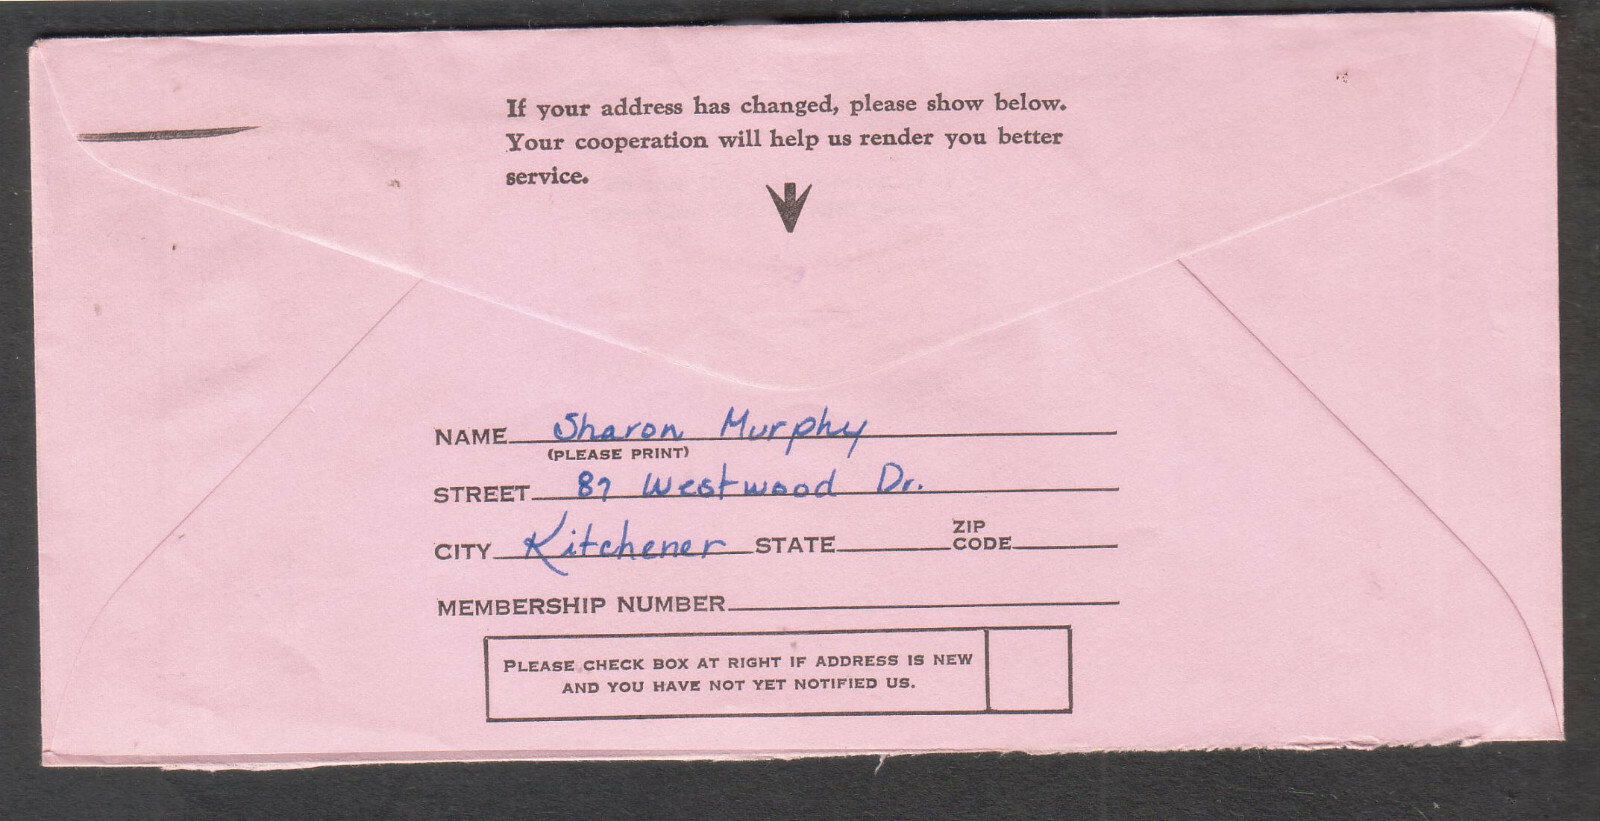 If your address has changed, please show below.
Your cooperation will help us render you better
service.
NAME Sharon Murphy
(PLEASE PRINT)
STREET 87 Westwood Dr.
CITY Kitchener STATE ZIP CODE
MEMBERSHIP NUMBER
PLEASE CHECK BOX AT RIGHT IF ADDRESS IS NEW
AND YOU HAVE NOT YET NOTIFIED US.